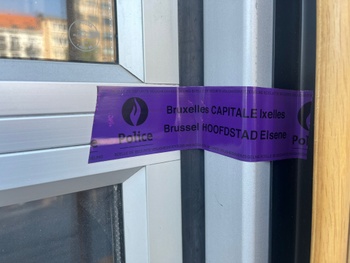 Bruxelles CAPITALE Ixelles
Brussel HOOFDSTAD Elsene
Police